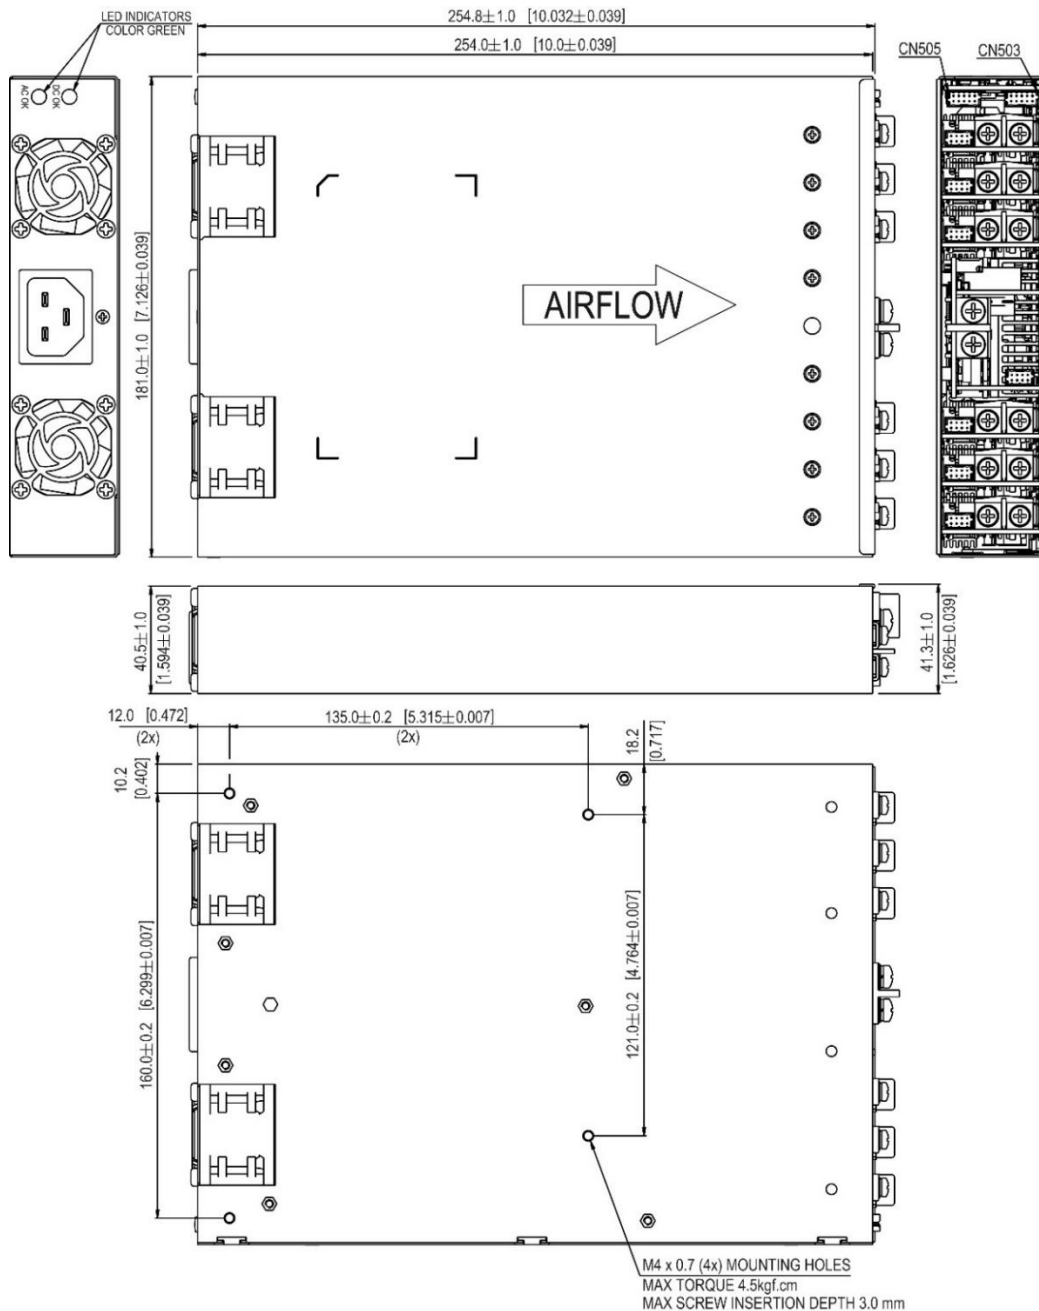 LED INDICATORS
COLOR GREEN
254.8±1.0 [10.032±0.039]
254.0±1.0 [10.0±0.039]
CN505
CN503
AC OK
DC OK
181.0±1.0 [7.126±0.039]
AIRFLOW
40.5±1.0
[1.594±0.039]
41.3±1.0
[1.626±0.039]
12.0 [0.472]
(2x)
135.0±0.2 [5.315±0.007]
(2x)
18.2
[0.717]
10.2
[0.402]
160.0±0.2 [6.299±0.007]
121.0±0.2 [4.764±0.007]
M4 x 0.7 (4x) MOUNTING HOLES
MAX TORQUE 4.5kgf.cm
MAX SCREW INSERTION DEPTH 3.0 mm